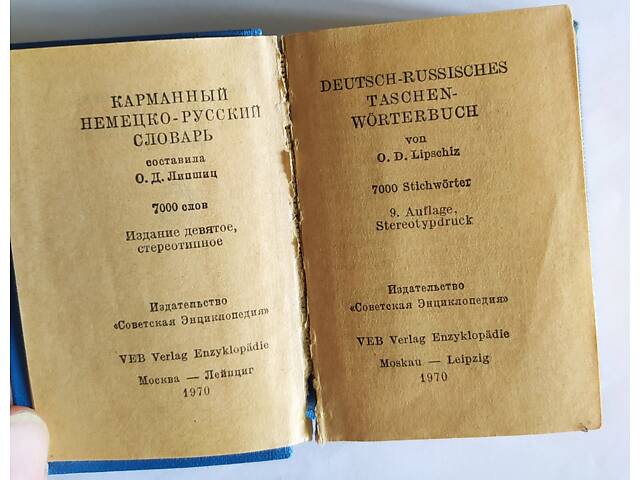 КАРМАННЫЙ
НЕМЕЦКО-РУССКИЙ
СЛОВАРЬ
составила
О. Д. Липшиц
7000 слов
Издание девятое,
стереотипное
Издательство
«Советская Энциклопедия»
VEB Verlag Enzyklopädie
Москва — Лейпциг
1970
DEUTSCH-RUSSISCHES
TASCHEN-
WÖRTERBUCH
von
O. D. Lipschiz
7000 Stichwörter
9. Auflage,
Stereotypdruck
Издательство
«Советская Энциклопедия»
VEB Verlag Enzyklopädie
Moskau — Leipzig
1970